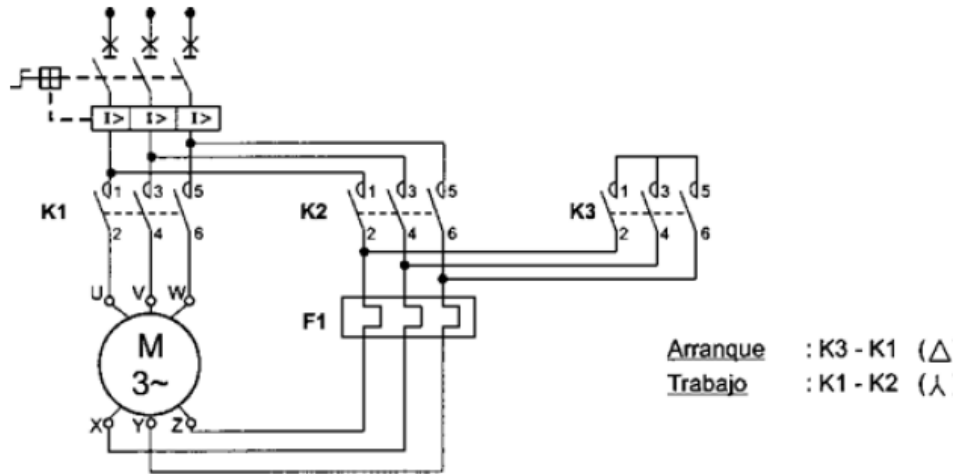 I> I> I>
K1 1 3 5
2 4 6
K2 1 3 5
2 4 6
K3 1 3 5
2 4 6
U V W
M
3~
X Y Z
F1
Arranque : K3 - K1 (△
Trabajo : K1 - K2 (⅄)